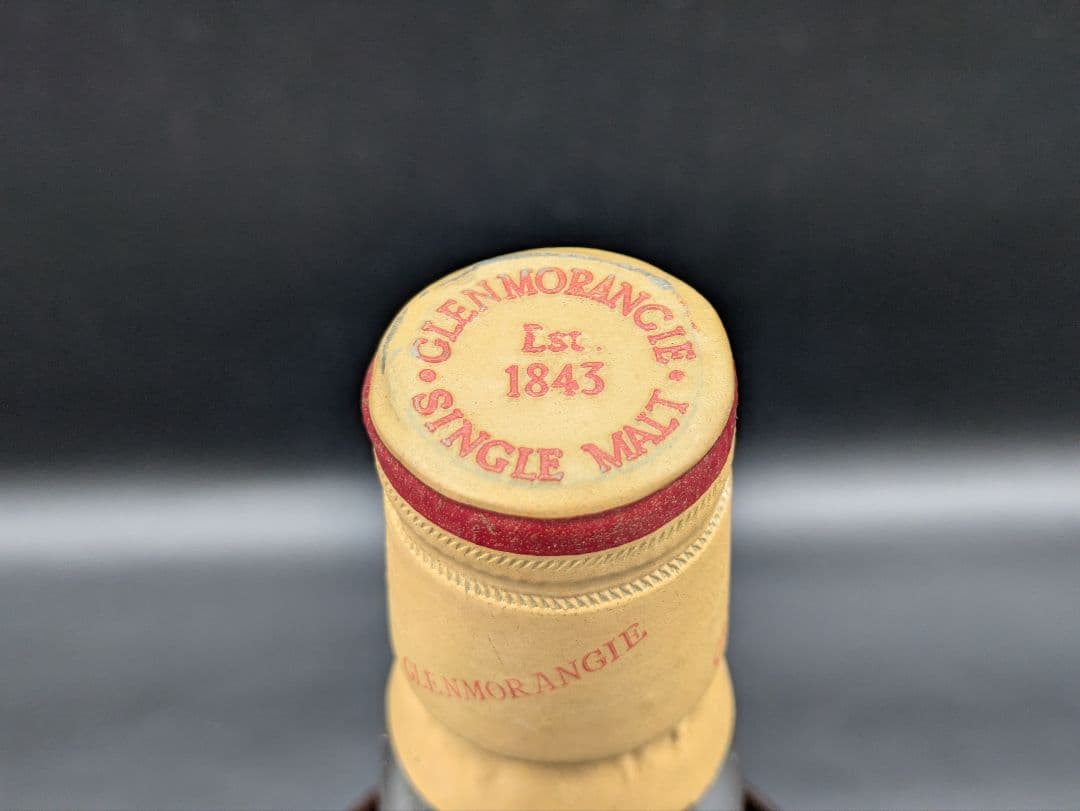 GLENMORANGIE
Est.
1843
• SINGLE MALT •
GLENMORANGIE